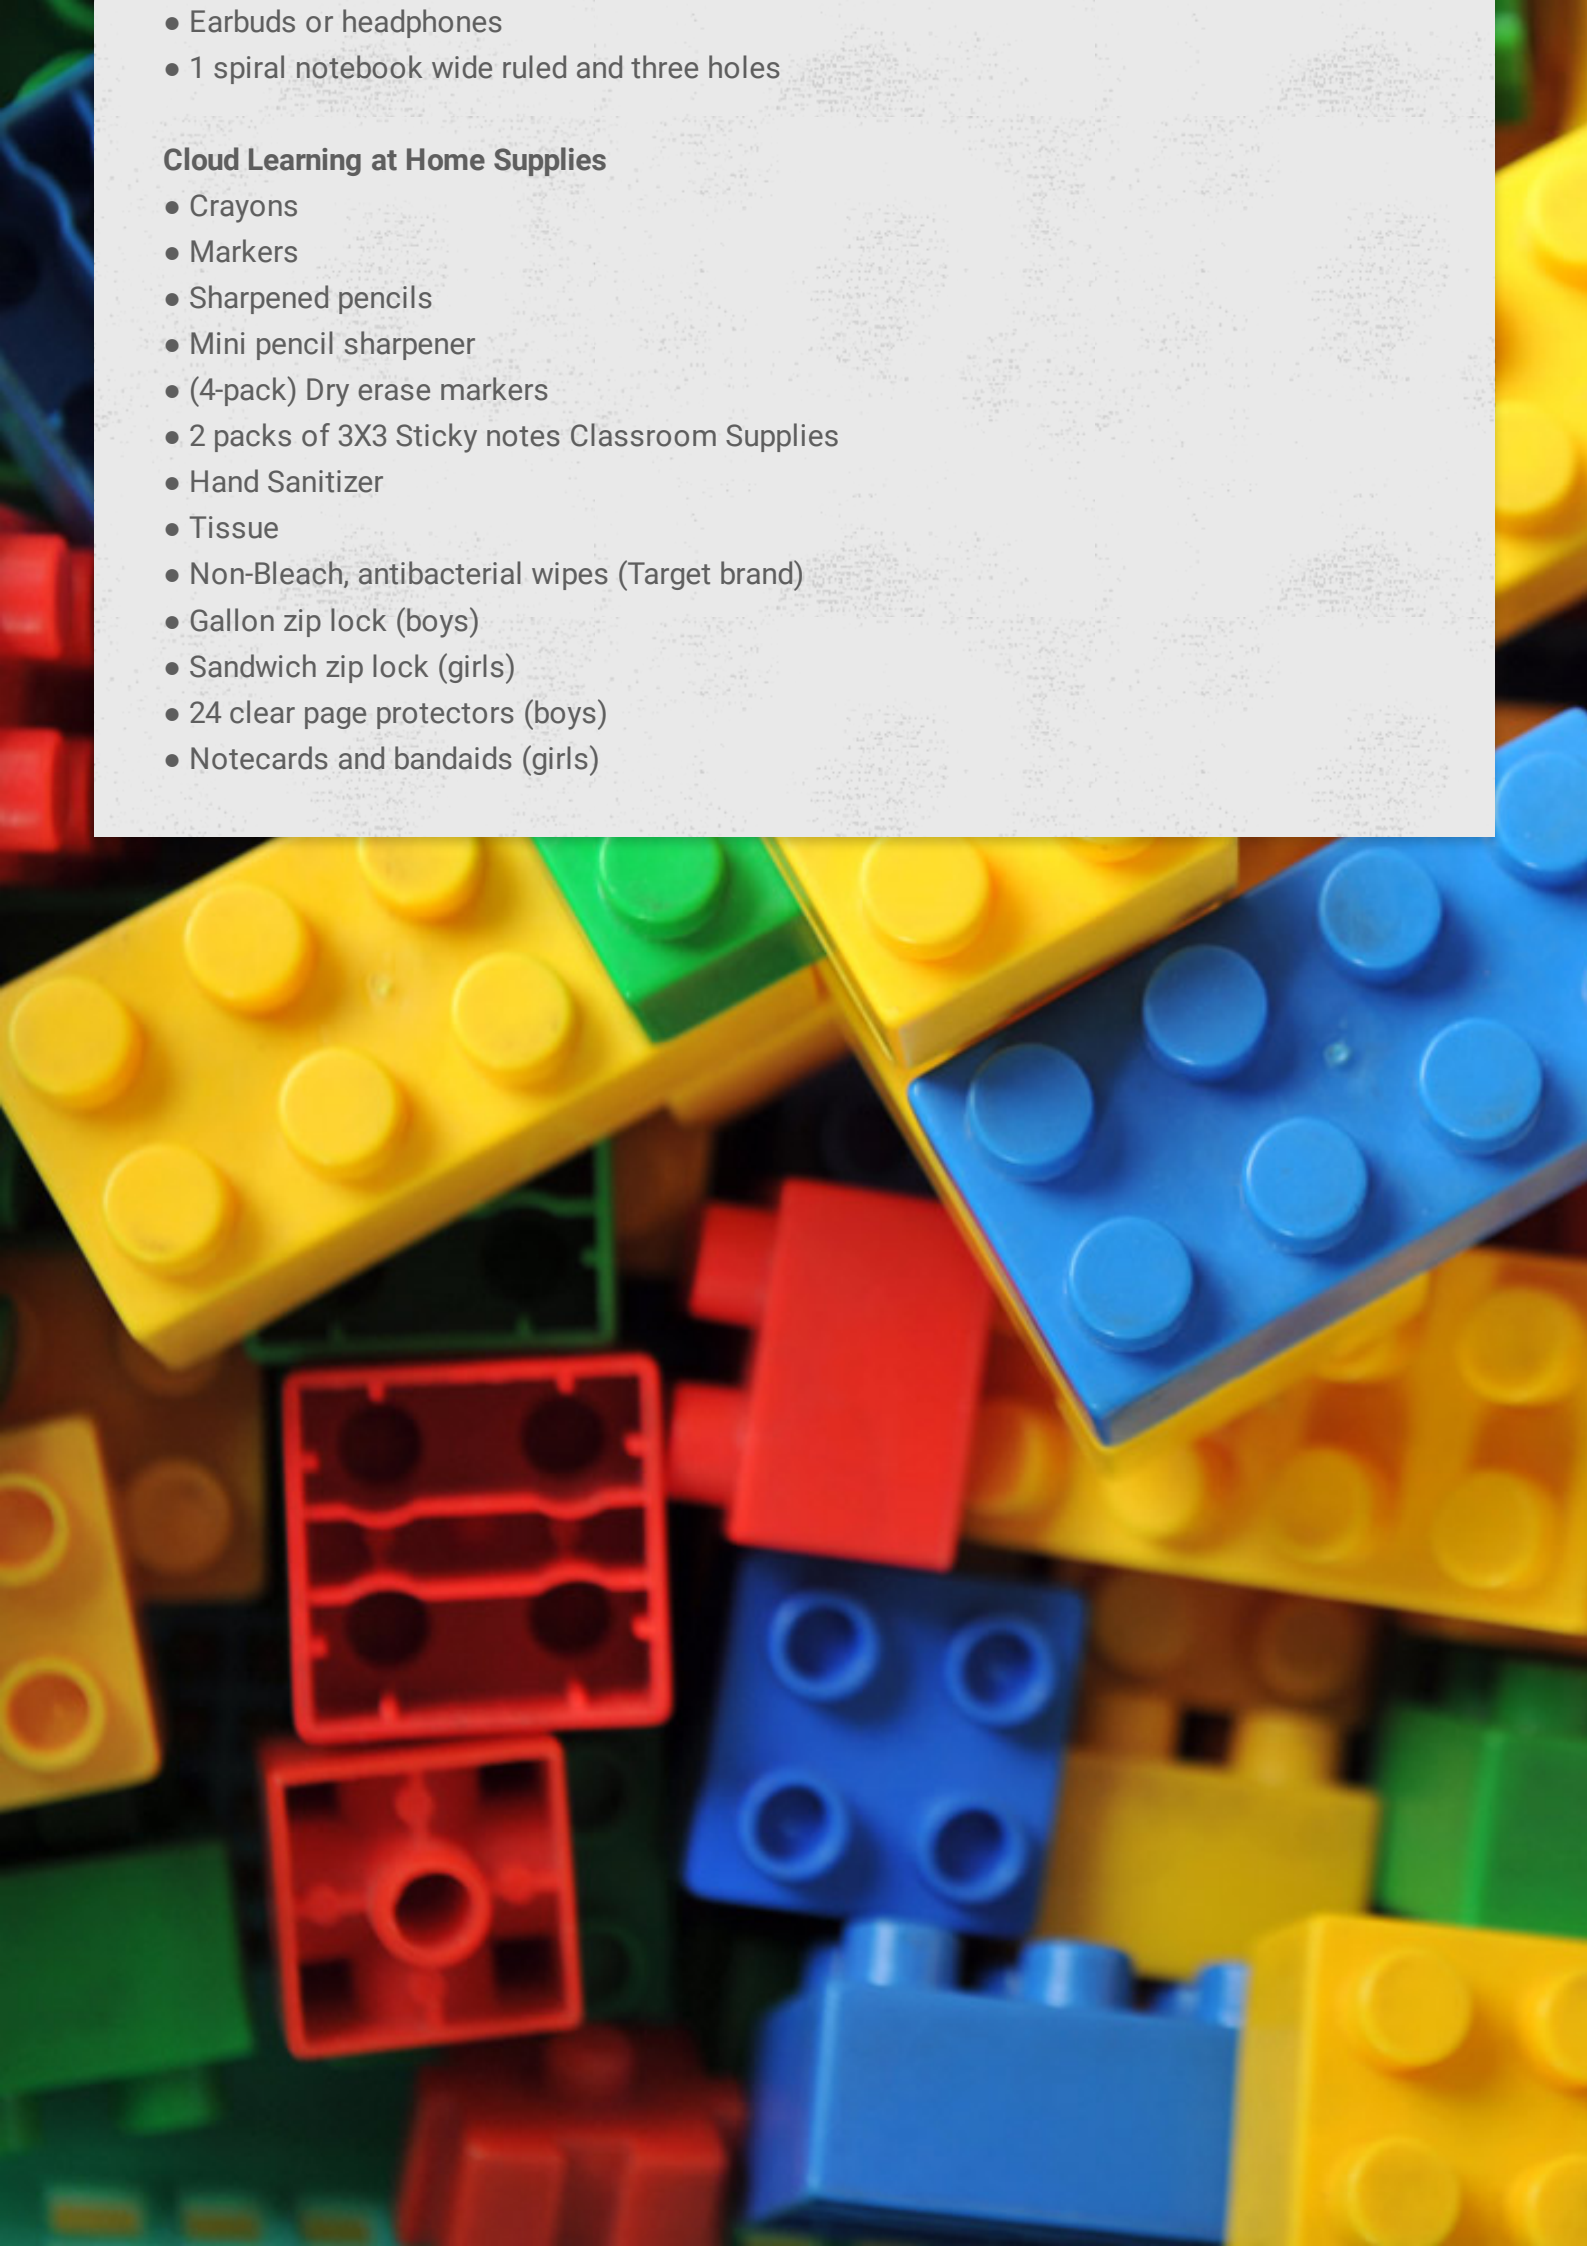 ● Earbuds or headphones
● 1 spiral notebook wide ruled and three holes
Cloud Learning at Home Supplies
● Crayons
● Markers
● Sharpened pencils
● Mini pencil sharpener
● (4-pack) Dry erase markers
● 2 packs of 3X3 Sticky notes Classroom Supplies
● Hand Sanitizer
● Tissue
● Non-Bleach, antibacterial wipes (Target brand)
● Gallon zip lock (boys)
● Sandwich zip lock (girls)
● 24 clear page protectors (boys)
● Notecards and bandaids (girls)